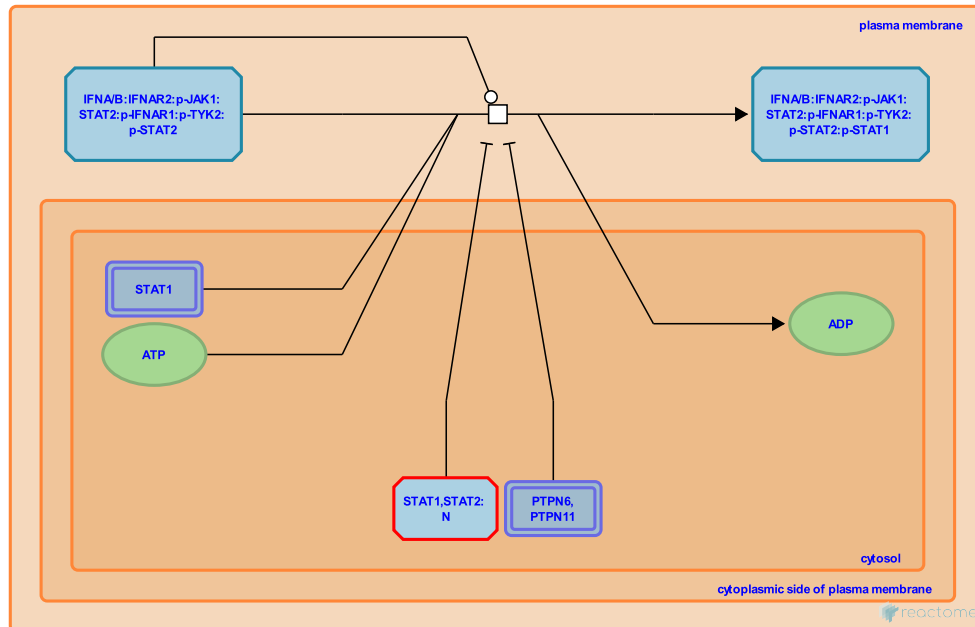 plasma membrane
IFNA/B:IFNAR2:p-JAK1:
STAT2:p-IFNAR1:p-TYK2:
p-STAT2
IFNA/B:IFNAR2:p-JAK1:
STAT2:p-IFNAR1:p-TYK2:
p-STAT2:p-STAT1
STAT1
ATP
ADP
STAT1,STAT2:
N
PTPN6,
PTPN11
cytosol
cytoplasmic side of plasma membrane
reactome